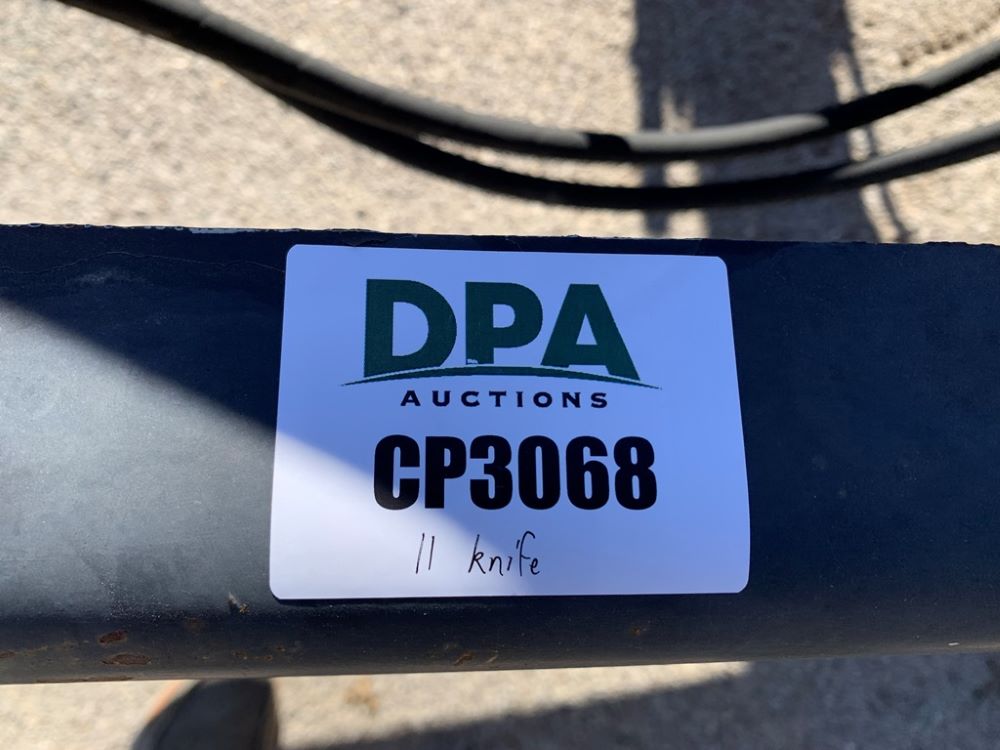 DPA
AUCTIONS
CP3068
11 knife